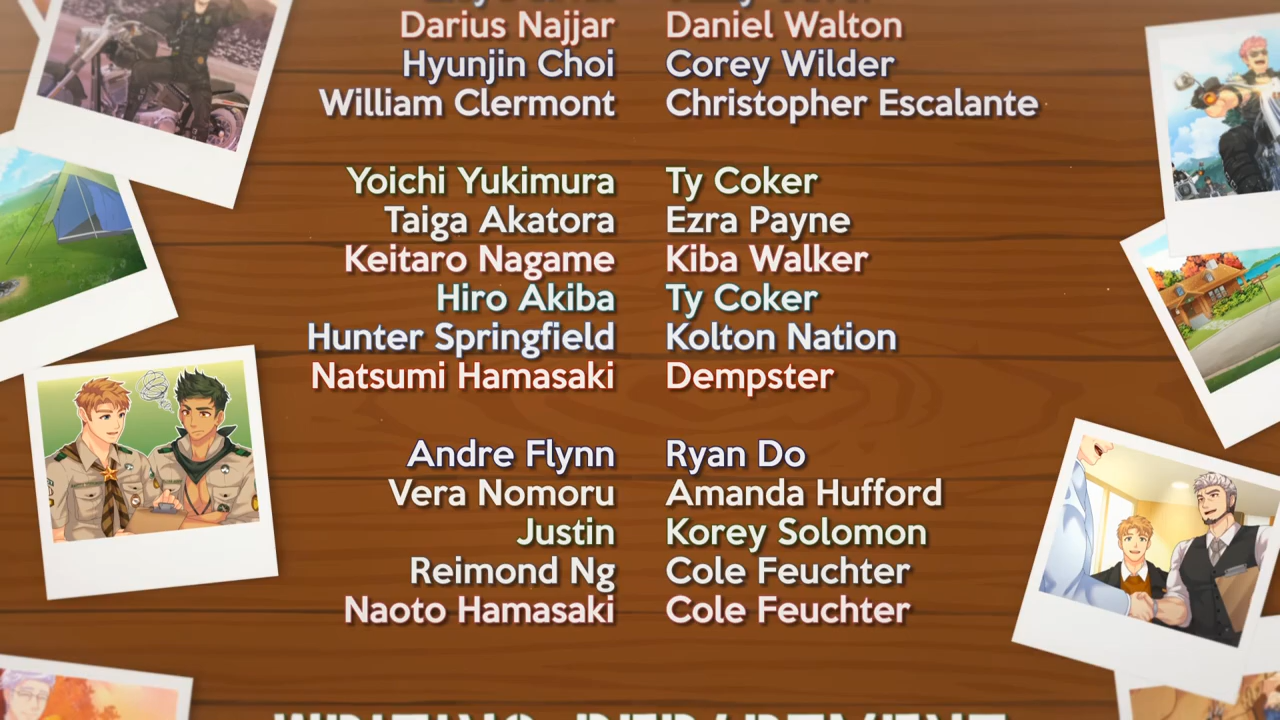 Darius Najjar Daniel Walton
Hyunjin Choi Corey Wilder
William Clermont Christopher Escalante
Yoichi Yukimura Ty Coker
Taiga Akatora Ezra Payne
Keitaro Nagame Kiba Walker
Hiro Akiba Ty Coker
Hunter Springfield Kolton Nation
Natsumi Hamasaki Dempster
Andre Flynn Ryan Do
Vera Nomoru Amanda Hufford
Justin Korey Solomon
Reimond Ng Cole Feuchter
Naoto Hamasaki Cole Feuchter
WRITING DEPARTMENT